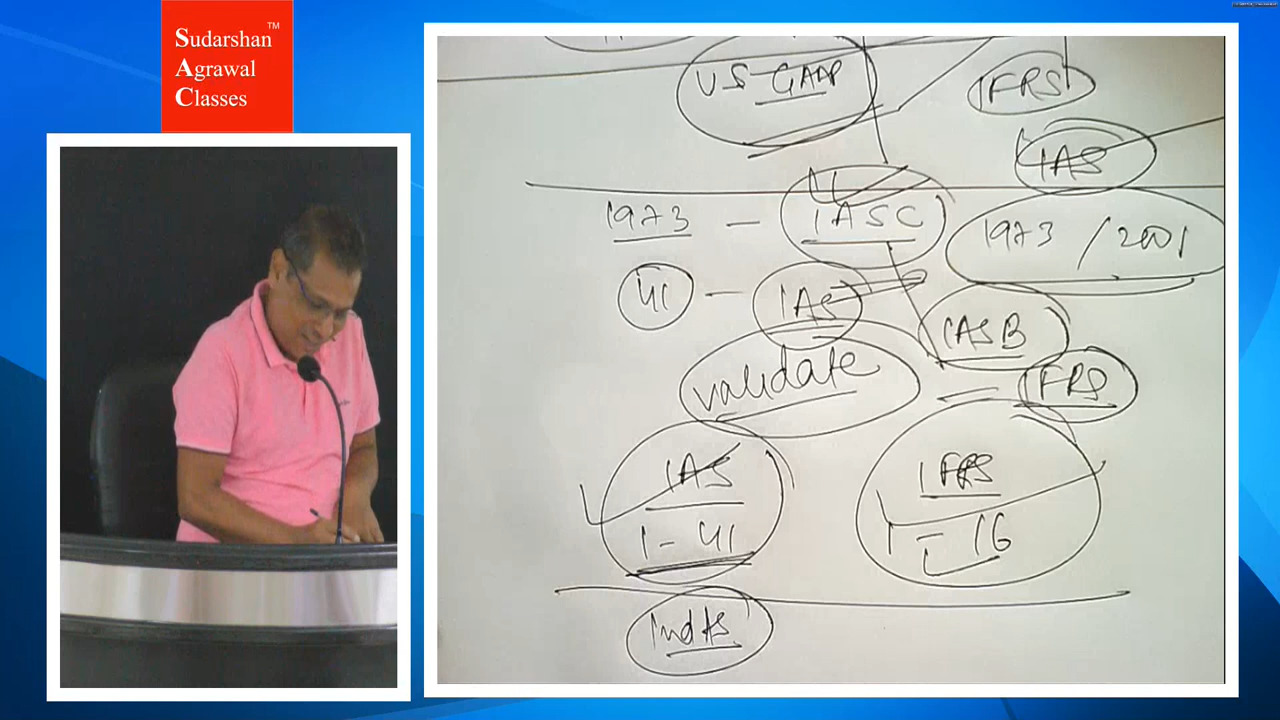 Sudarshan™
Agrawal
Classes
US GAAP
IFRS
IAS
1973 - IASC 1973 / 2001
41 - IAS
IASB
validate - IFRS
IAS IFRS
1 - 41 1 - 16
Ind AS